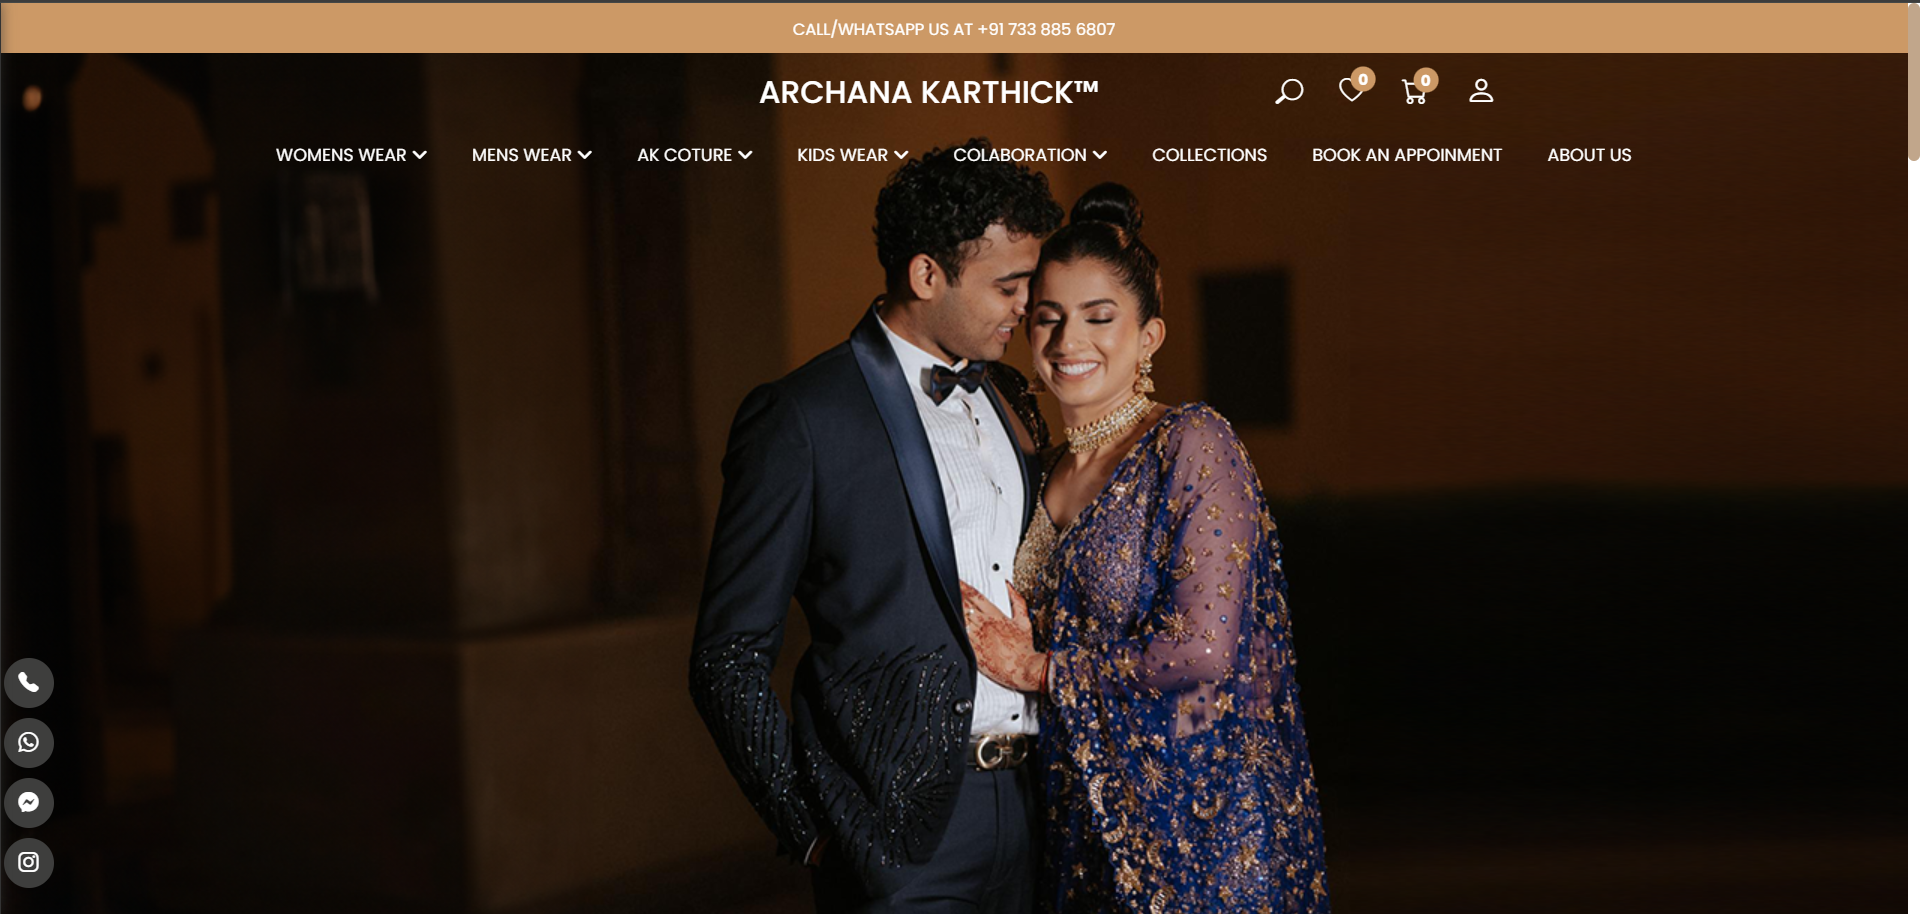 CALL/WHATSAPP US AT +91 733 885 6807
ARCHANA KARTHICK™
0
0
WOMENS WEAR
MENS WEAR
AK COTURE
KIDS WEAR
COLABORATION
COLLECTIONS
BOOK AN APPOINMENT
ABOUT US